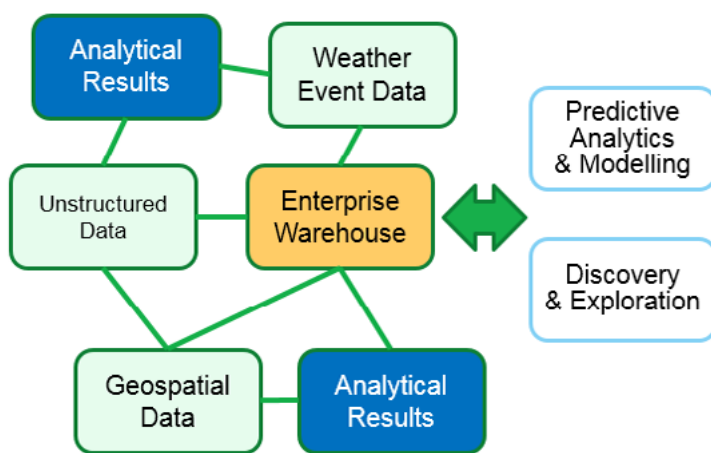 Analytical
Results
Weather
Event Data
Predictive
Analytics
& Modelling
Unstructured
Data
Enterprise
Warehouse
Discovery
& Exploration
Geospatial
Data
Analytical
Results